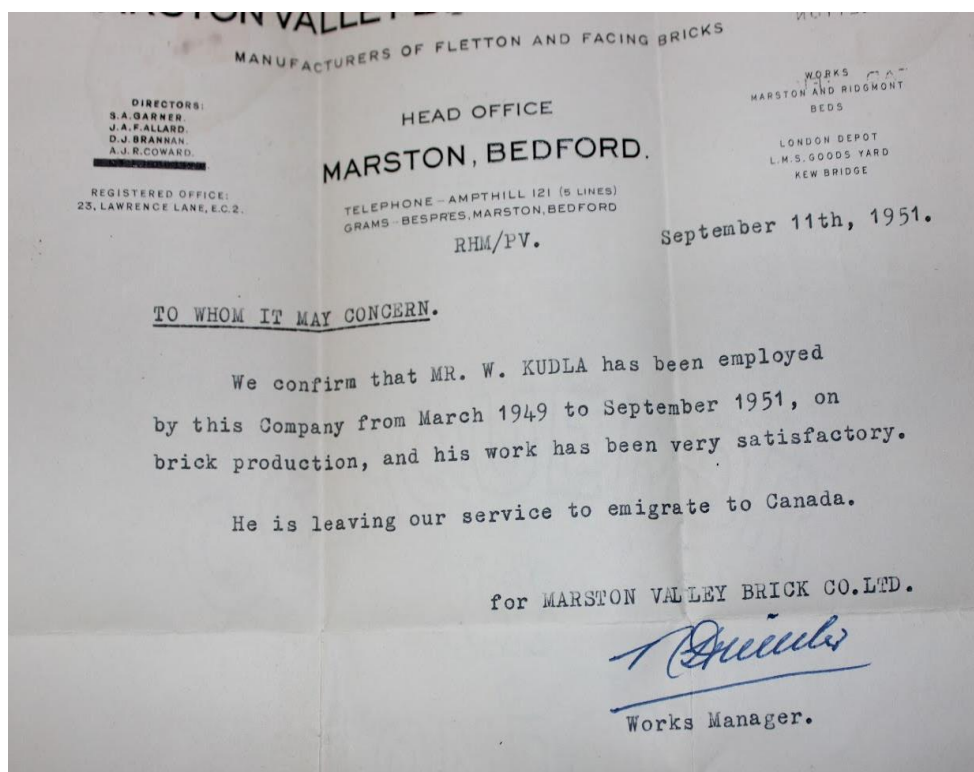 MARSTON VALLEY
MANUFACTURERS OF FLETTON AND FACING BRICKS
DIRECTORS:
S.A.GARNER.
J.A.F.ALLARD.
D.J.BRANNAN.
A.J.R.COWARD.
REGISTERED OFFICE:
23, LAWRENCE LANE, E.C.2.
HEAD OFFICE
MARSTON, BEDFORD.
TELEPHONE-AMPTHILL 121 (5 LINES)
GRAMS-BESPRES, MARSTON, BEDFORD
WORKS
MARSTON AND RIDGMONT
BEDS
LONDON DEPOT
L.M.S. GOODS YARD
KEW BRIDGE
RHM/PV.
September 11th, 1951.
TO WHOM IT MAY CONCERN.
We confirm that MR. W. KUDLA has been employed
by this Company from March 1949 to September 1951, on
brick production, and his work has been very satisfactory.
He is leaving our service to emigrate to Canada.
for MARSTON VALLEY BRICK CO.LTD.
Works Manager.